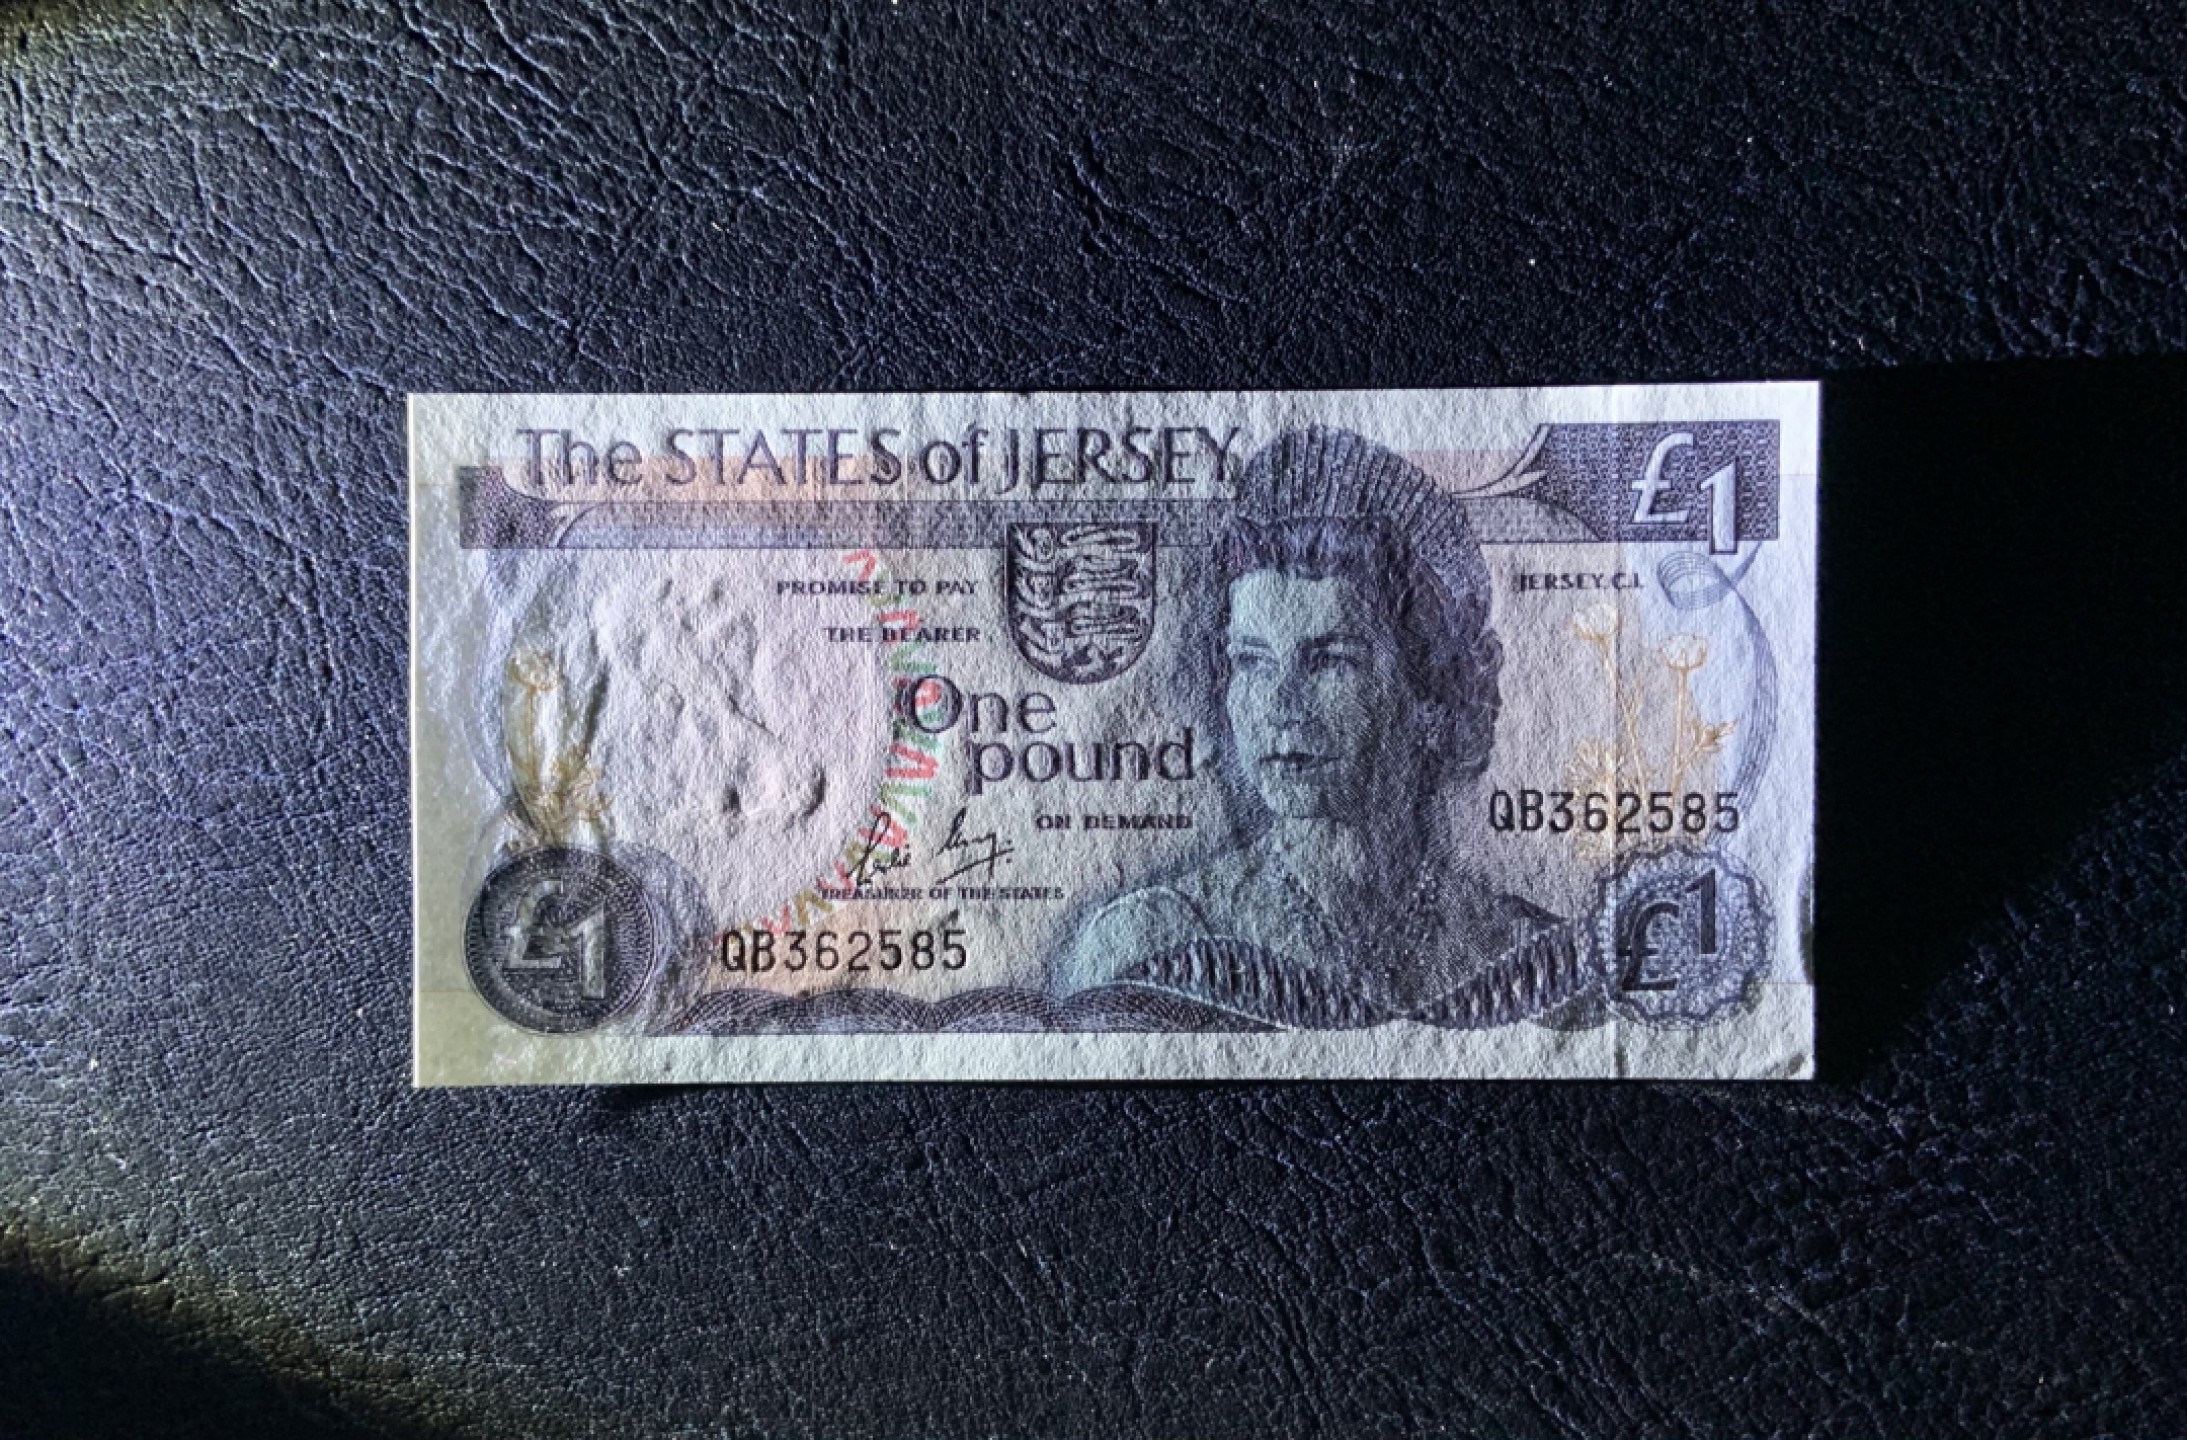 The STATES of JERSEY
£1
PROMISE TO PAY
THE BEARER
JERSEY. C.I.
One
pound
ON DEMAND
QB362585
TREASURER OF THE STATES
QB362585
£1
£1